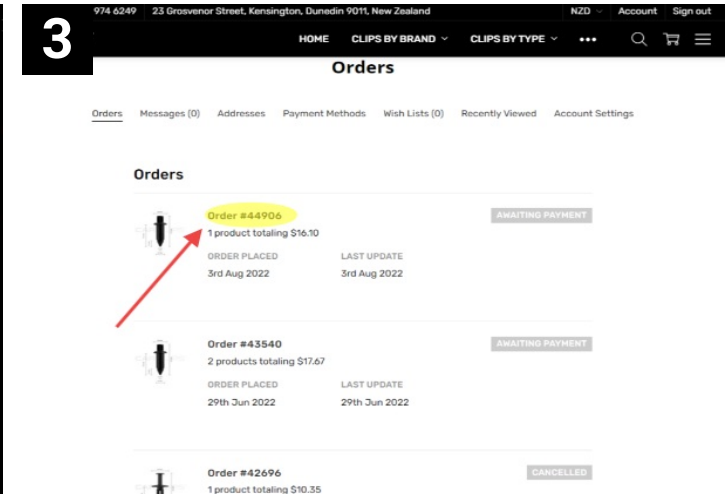 974 6249 23 Grosvenor Street, Kensington, Dunedin 9011, New Zealand NZD Account Sign out
3
HOME CLIPS BY BRAND CLIPS BY TYPE •••
Orders
Orders Messages (0) Addresses Payment Methods Wish Lists (0) Recently Viewed Account Settings
Orders
Order #44906 AWAITING PAYMENT
1 product totaling $16.10
ORDER PLACED LAST UPDATE
3rd Aug 2022 3rd Aug 2022
Order #43540 AWAITING PAYMENT
2 products totaling $17.67
ORDER PLACED LAST UPDATE
29th Jun 2022 29th Jun 2022
Order #42696 CANCELLED
1 product totaling $10.35